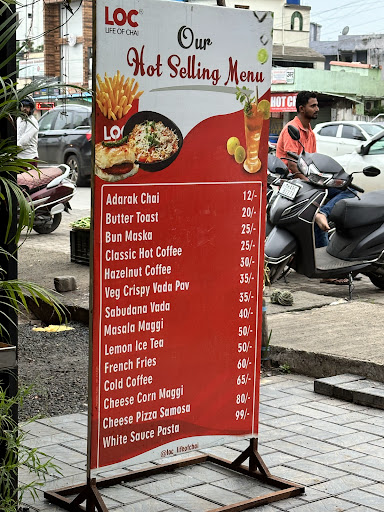 LOC
LIFE OF CHAI
Our
Hot Selling Menu
LOC
Adarak Chai 12/-
Butter Toast 20/-
Bun Maska 25/-
Classic Hot Coffee 25/-
Hazelnut Coffee 30/-
Veg Crispy Vada Pav 35/-
Sabudana Vada 35/-
Masala Maggi 40/-
Lemon Ice Tea 50/-
French Fries 50/-
Cold Coffee 60/-
Cheese Corn Maggi 65/-
Cheese Pizza Samosa 80/-
White Sauce Pasta 99/-
@loc_lifeofchai
HOT C